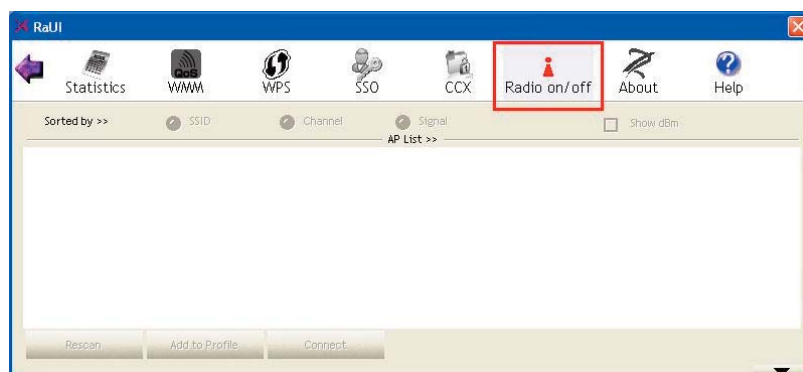 RaUI
Statistics
QoS
WMM
WPS
SSO
CCX
Radio on/off
About
Help
Sorted by >>
SSID
Channel
Signal
Show dBm
AP List >>
Rescan
Add to Profile
Connect